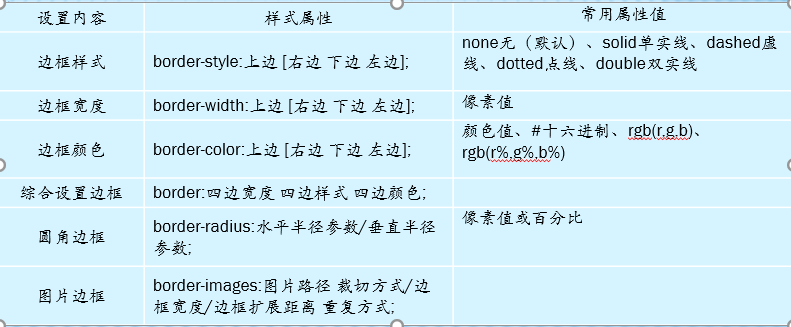 设置内容 样式属性 常用属性值
边框样式 border-style:上边 [右边 下边 左边]; none无（默认）、solid单实线、dashed虚
线、dotted点线、double双实线
边框宽度 border-width:上边 [右边 下边 左边]; 像素值
边框颜色 border-color:上边 [右边 下边 左边]; 颜色值、#十六进制、rgb(r,g,b)、
rgb(r%,g%,b%)
综合设置边框 border:四边宽度 四边样式 四边颜色;
圆角边框 border-radius:水平半径参数/垂直半径
参数; 像素值或百分比
图片边框 border-images:图片路径 裁切方式/边
框宽度/边框扩展距离 重复方式;